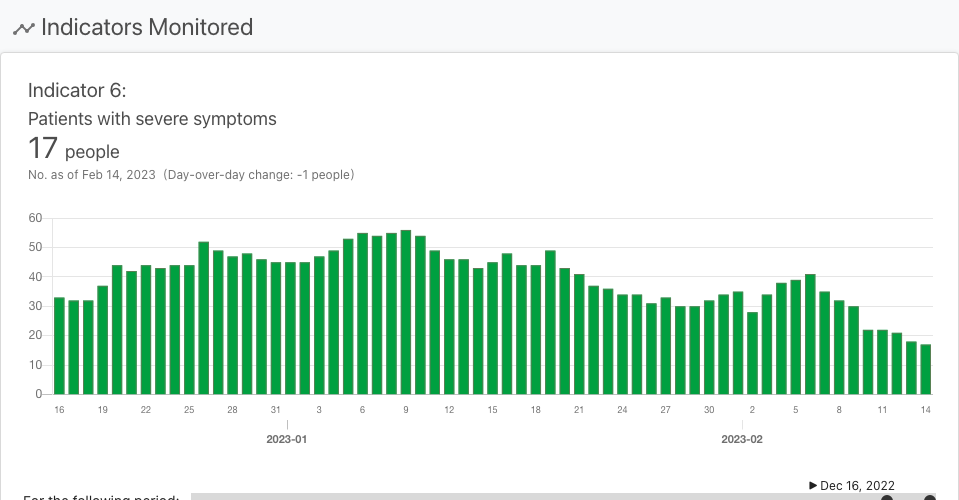 Indicators Monitored
Indicator 6:
Patients with severe symptoms
17 people
No. as of Feb 14, 2023 (Day-over-day change: -1 people)
60
50
40
30
20
10
0
16 19 22 25 28 31 3 6 9 12 15 18 21 24 27 30 2 5 8 11 14
2023-01 2023-02
▶ Dec 16, 2022
For the following period: